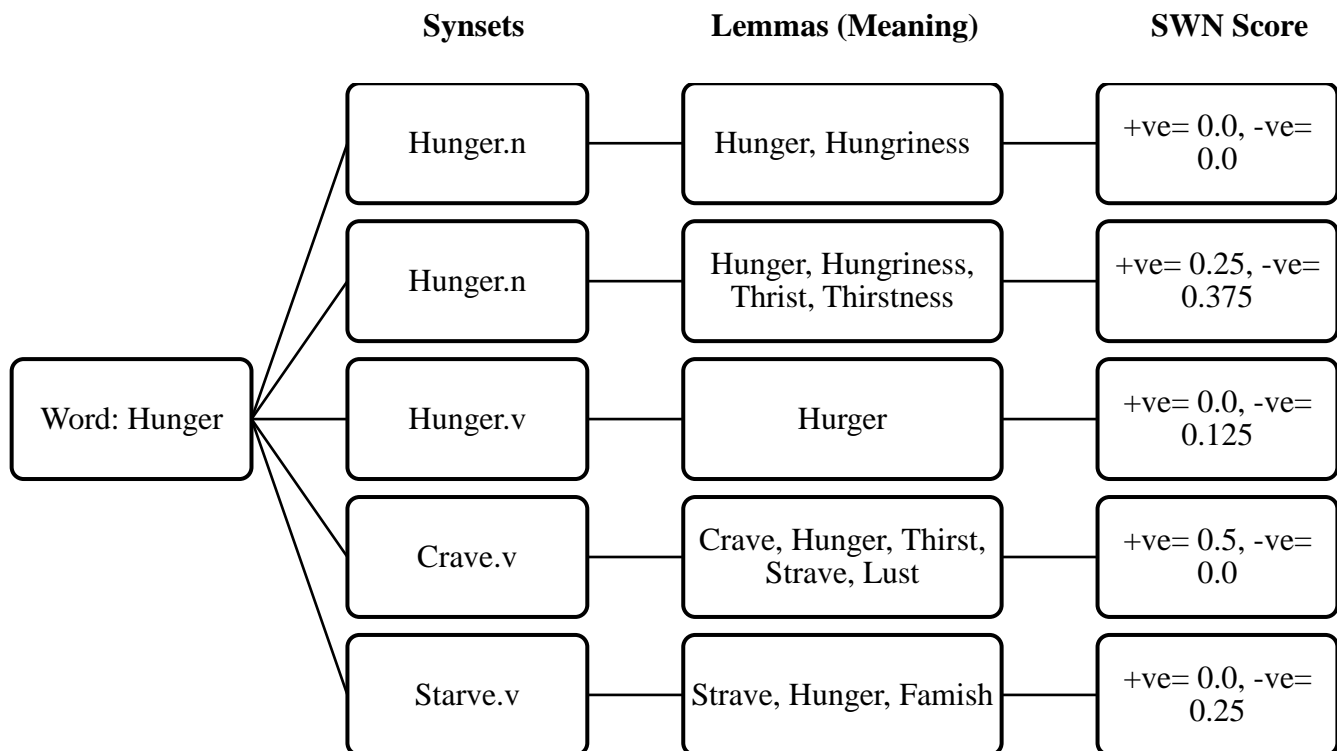 Synsets
Lemmas (Meaning)
SWN Score
Hunger.n
Hunger, Hungriness
+ve= 0.0, -ve=
0.0
Hunger.n
Hunger, Hungriness,
Thrist, Thirstness
+ve= 0.25, -ve=
0.375
Word: Hunger
Hunger.v
Hurger
+ve= 0.0, -ve=
0.125
Crave.v
Crave, Hunger, Thirst,
Strave, Lust
+ve= 0.5, -ve=
0.0
Starve.v
Strave, Hunger, Famish
+ve= 0.0, -ve=
0.25